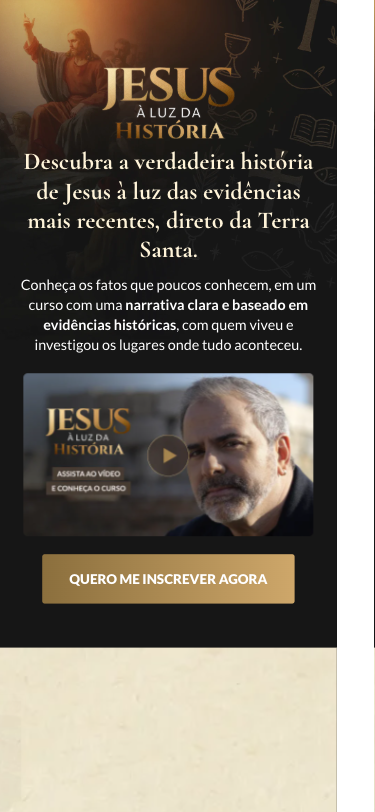 JESUS
À LUZ DA
HISTÓRIA
Descubra a verdadeira história
de Jesus à luz das evidências
mais recentes, direto da Terra
Santa.
Conheça os fatos que poucos conhecem, em um
curso com uma narrativa clara e baseado em
evidências históricas, com quem viveu e
investigou os lugares onde tudo aconteceu.
JESUS
À LUZ DA
HISTÓRIA
ASSISTA AO VÍDEO
E CONHEÇA O CURSO
QUERO ME INSCREVER AGORA